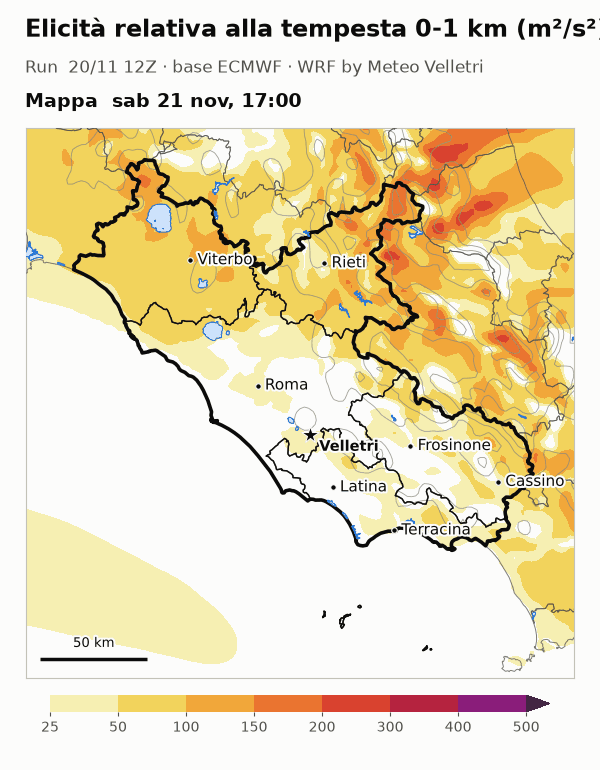 Elicità relativa alla tempesta 0-1 km (m²/s²)
Run  20/11 12Z · base ECMWF · WRF by Meteo Velletri
Mappa  sab 21 nov, 17:00
Viterbo
Rieti
Roma
Velletri
Frosinone
Cassino
Latina
Terracina
50 km
25 50 100 150 200 300 400 500